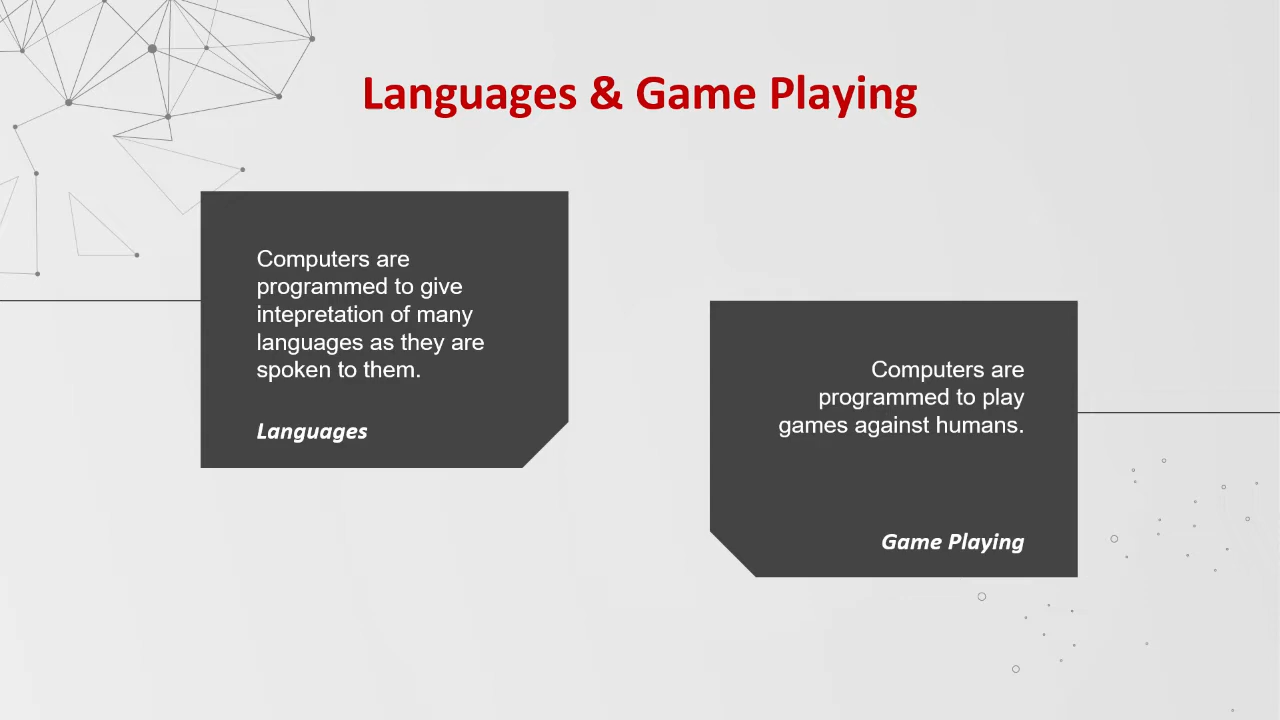 Languages & Game Playing
Computers are
programmed to give
intepretation of many
languages as they are
spoken to them.
Languages
Computers are
programmed to play
games against humans.
Game Playing